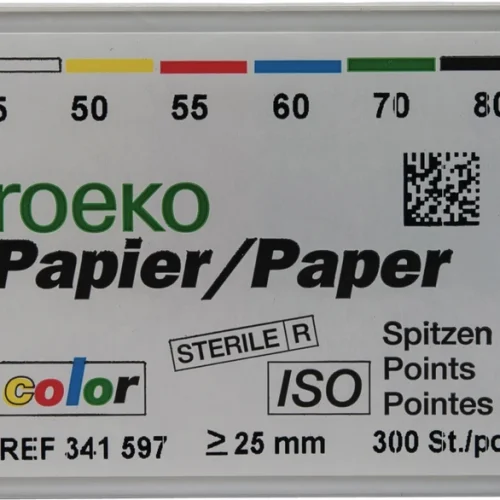 5 50 55 60 70 80
roeko
Papier/Paper
STERILE R
Spitzen
color
ISO
Points
Pointes
REF 341 597 ≥ 25 mm 300 St./pc